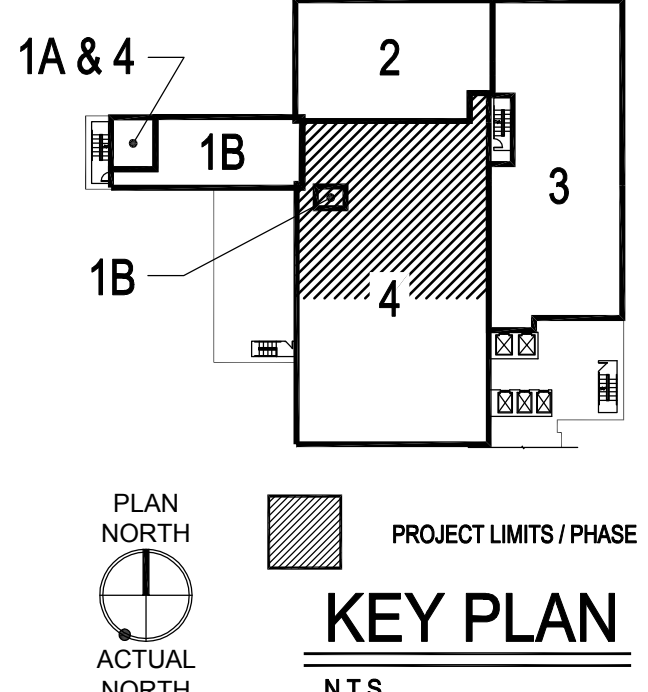 1A & 4
2
1B
3
1B
4
PLAN
NORTH
PROJECT LIMITS / PHASE
KEY PLAN
ACTUAL
NORTH
N.T.S.